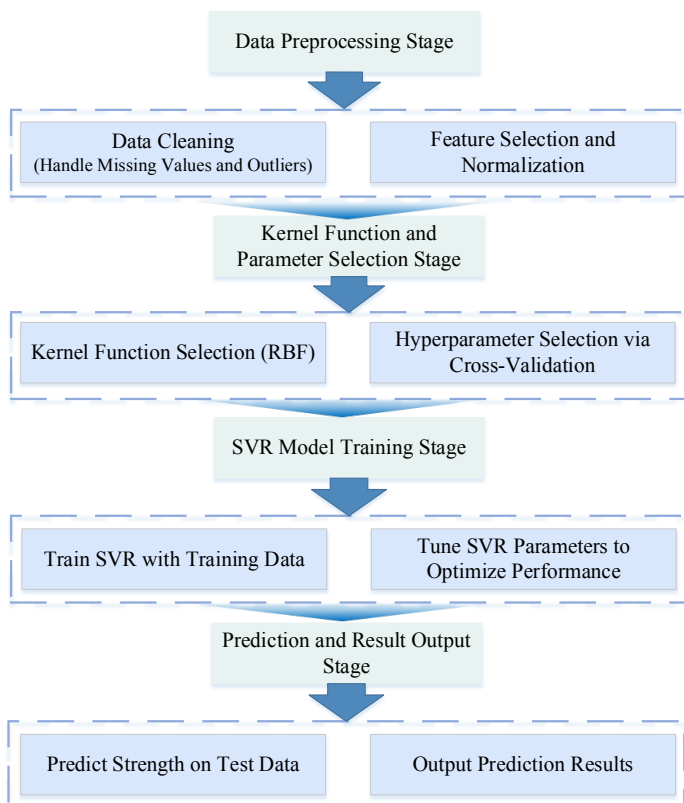 Data Preprocessing Stage
Data Cleaning
(Handle Missing Values and Outliers)
Feature Selection and
Normalization
Kernel Function and
Parameter Selection Stage
Kernel Function Selection (RBF)
Hyperparameter Selection via
Cross-Validation
SVR Model Training Stage
Train SVR with Training Data
Tune SVR Parameters to
Optimize Performance
Prediction and Result Output
Stage
Predict Strength on Test Data
Output Prediction Results